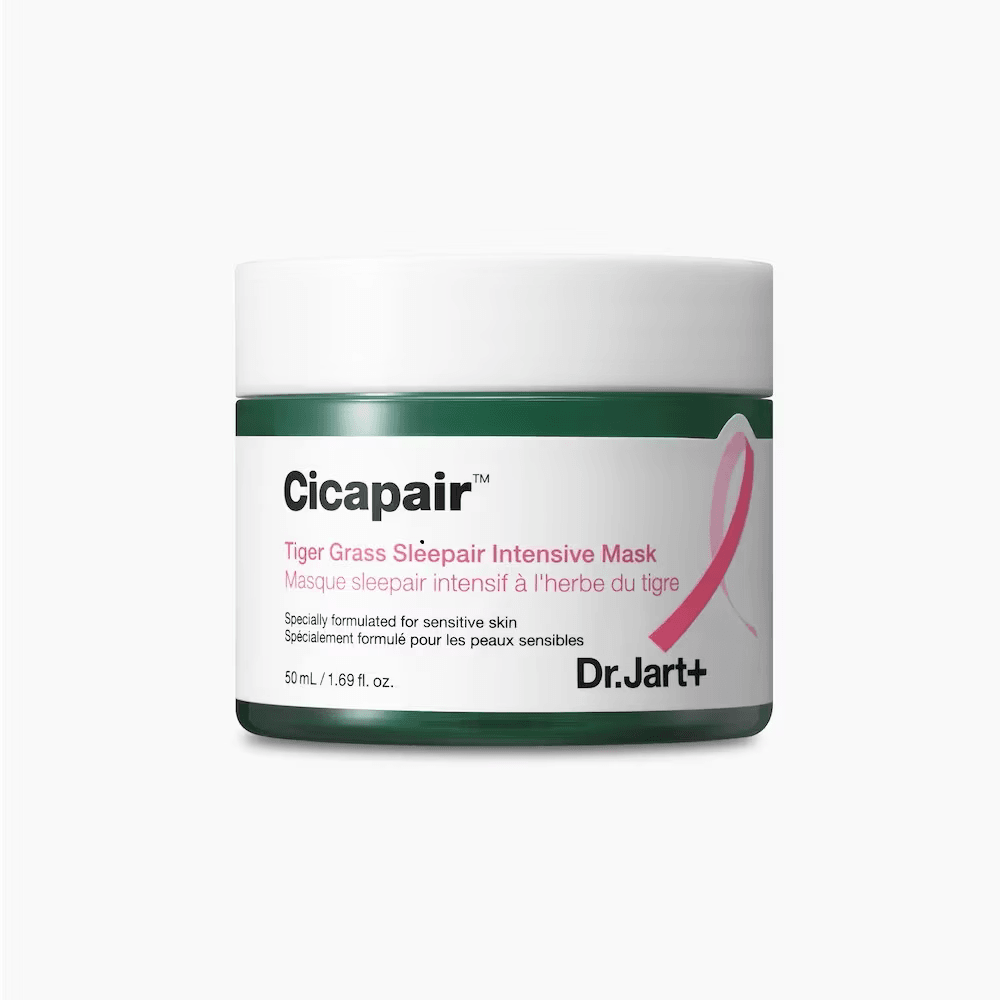 Cicapair™
Tiger Grass Sleepair Intensive Mask
Masque sleepair intensif à l'herbe du tigre
Specially formulated for sensitive skin
Spécialement formulé pour les peaux sensibles
50 mL / 1.69 fl. oz.
Dr.Jart+